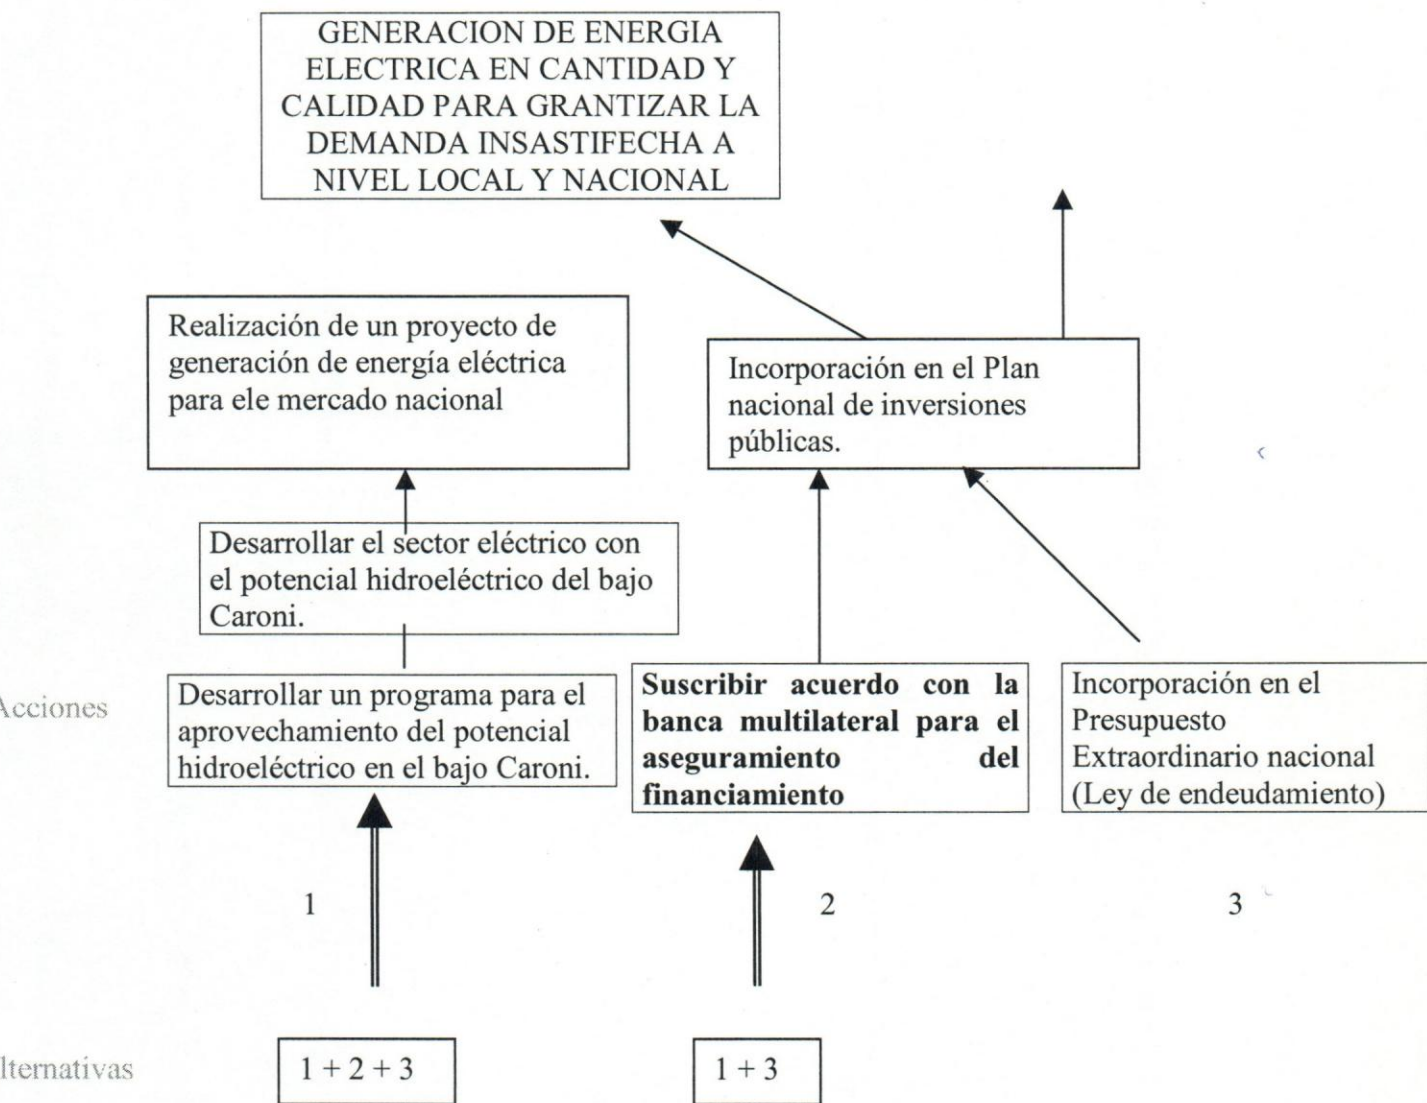 GENERACION DE ENERGIA
ELECTRICA EN CANTIDAD Y
CALIDAD PARA GRANTIZAR LA
DEMANDA INSASTIFECHA A
NIVEL LOCAL Y NACIONAL
Realización de un proyecto de
generación de energía eléctrica
para ele mercado nacional
Incorporación en el Plan
nacional de inversiones
públicas.
Desarrollar el sector eléctrico con
el potencial hidroeléctrico del bajo
Caroni.
Acciones
Desarrollar un programa para el
aprovechamiento del potencial
hidroeléctrico en el bajo Caroni.
Suscribir acuerdo con la
banca multilateral para el
aseguramiento del
financiamiento
Incorporación en el
Presupuesto
Extraordinario nacional
(Ley de endeudamiento)
1
2
3
lternativas
1 + 2 + 3
1 + 3